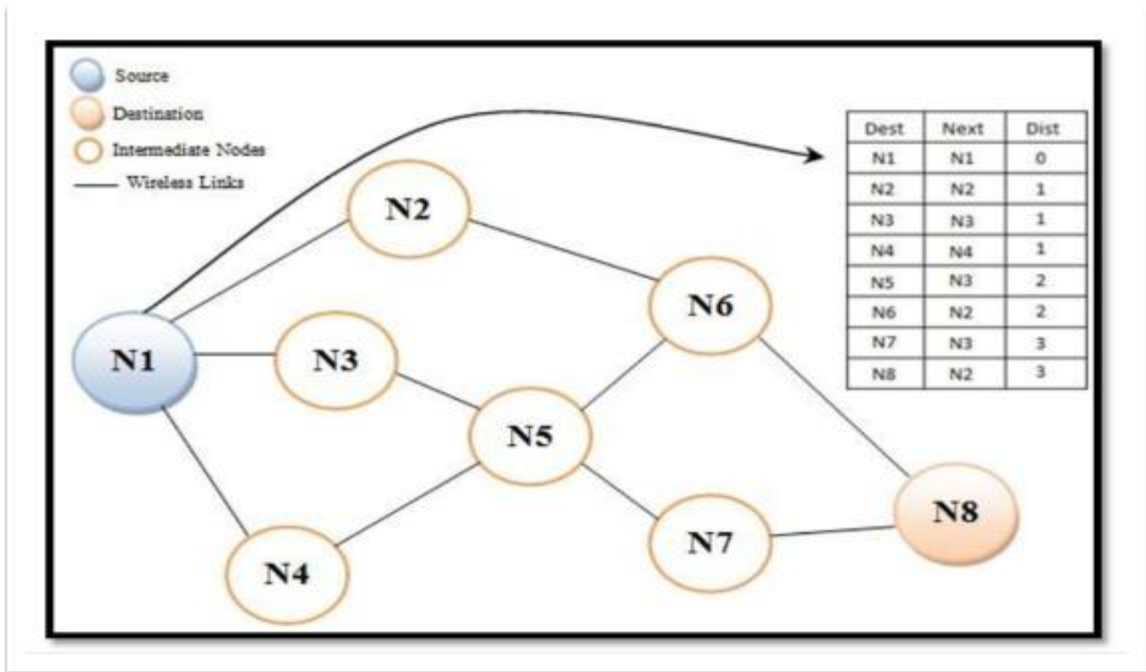 Source
Destination
Intermediate Nodes
Wireless Links
Dest Next Dist
N1 N1 0
N2 N2 1
N3 N3 1
N4 N4 1
N5 N3 2
N6 N2 2
N7 N3 3
N8 N2 3
N2
N6
N1
N3
N5
N8
N7
N4